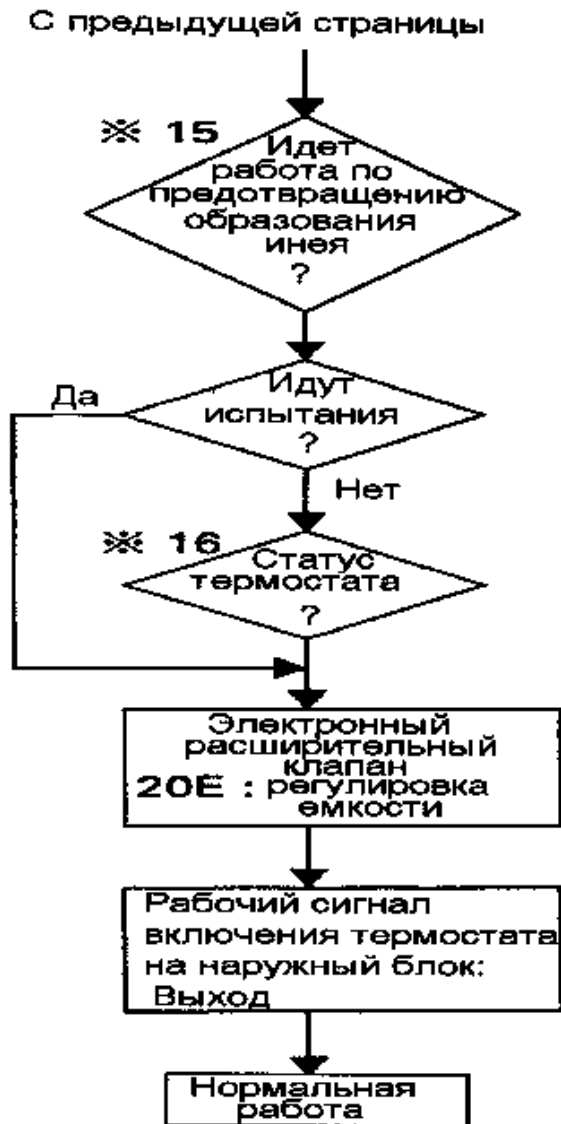 С предыдущей страницы
※ 15
Идет
работа по
предотвращению
образования
инея
?
Идут
испытания
?
Да
Нет
※ 16
Статус
термостата
?
Электронный
расширительный
клапан
20E : регулировка
емкости
Рабочий сигнал
включения термостата
на наружный блок:
Выход
Нормальная
работа